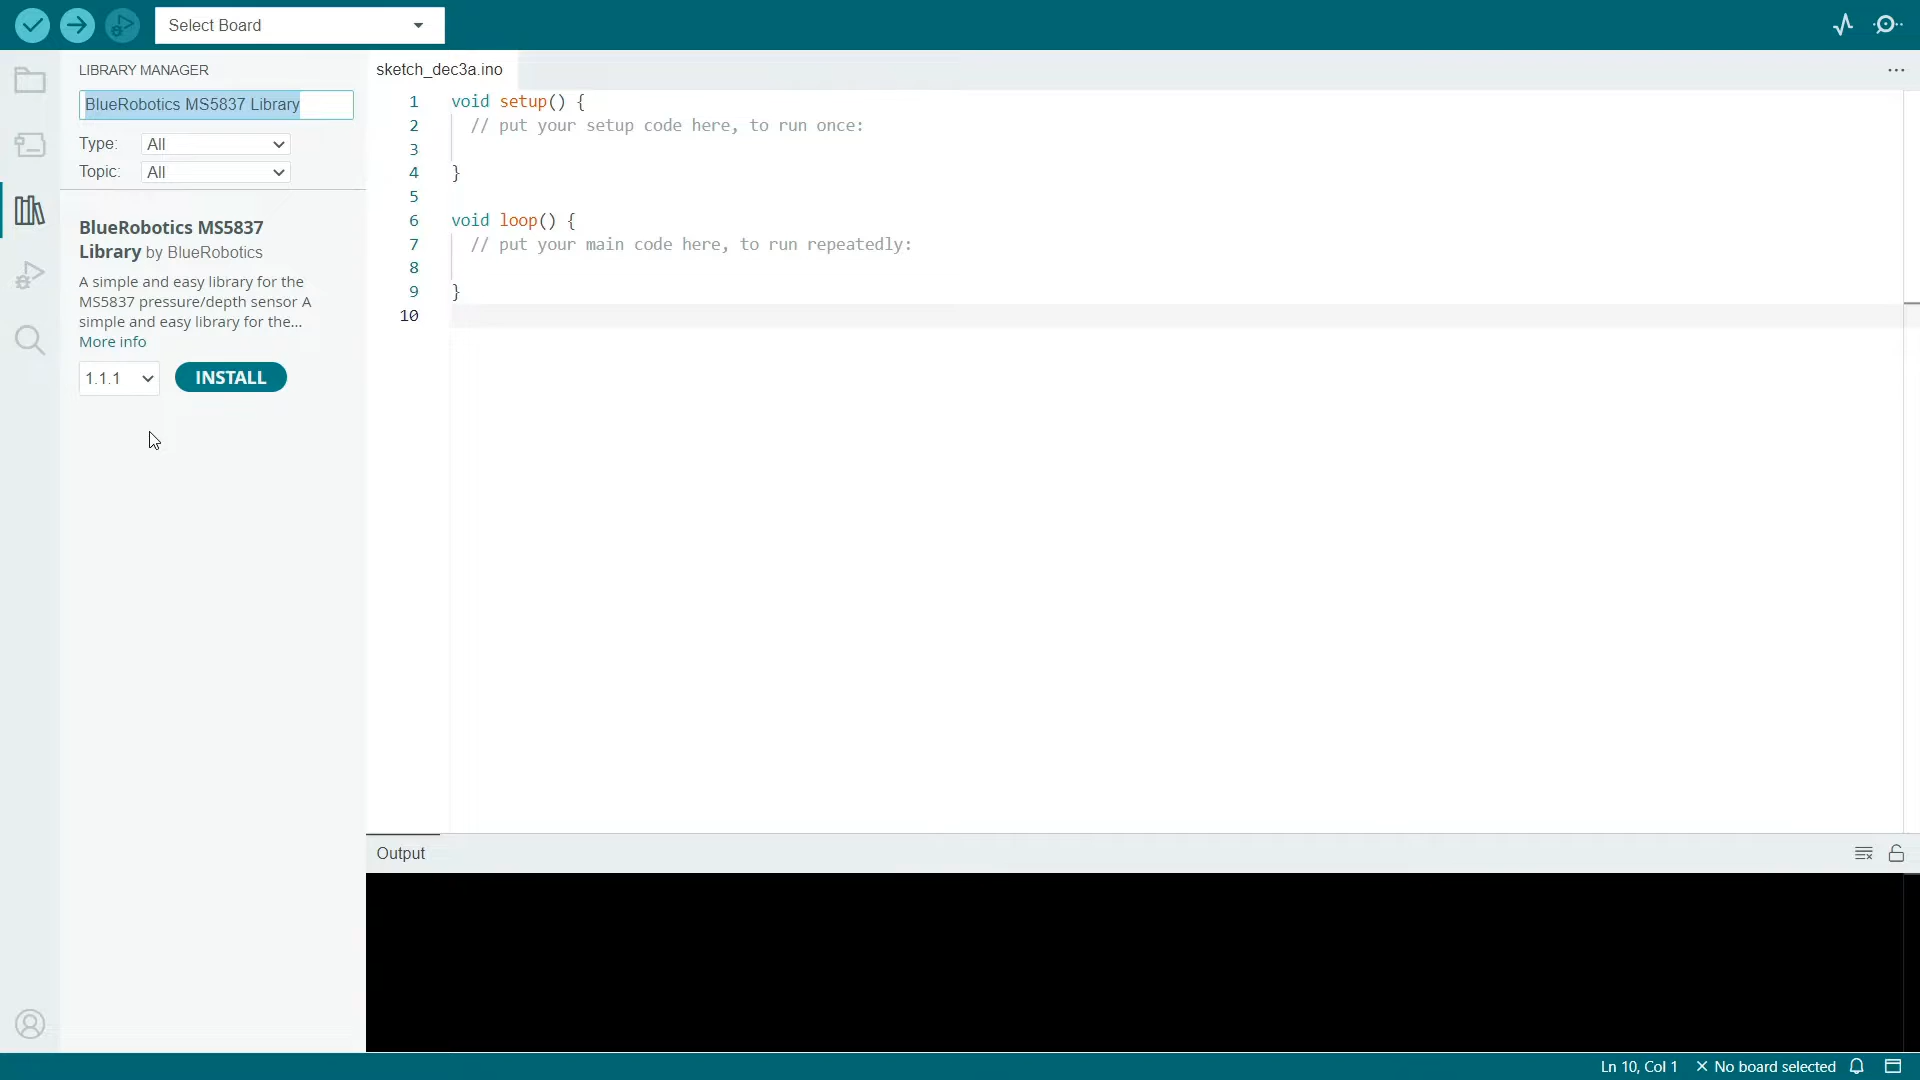 Select Board
LIBRARY MANAGER
BlueRobotics MS5837 Library
Type: All
Topic: All
BlueRobotics MS5837
Library by BlueRobotics
A simple and easy library for the
MS5837 pressure/depth sensor A
simple and easy library for the...
More info
1.1.1 INSTALL
sketch_dec3a.ino
1 void setup() {
2 // put your setup code here, to run once:
3
4 }
5
6 void loop() {
7 // put your main code here, to run repeatedly:
8
9 }
10
Output
Ln 10, Col 1 × No board selected